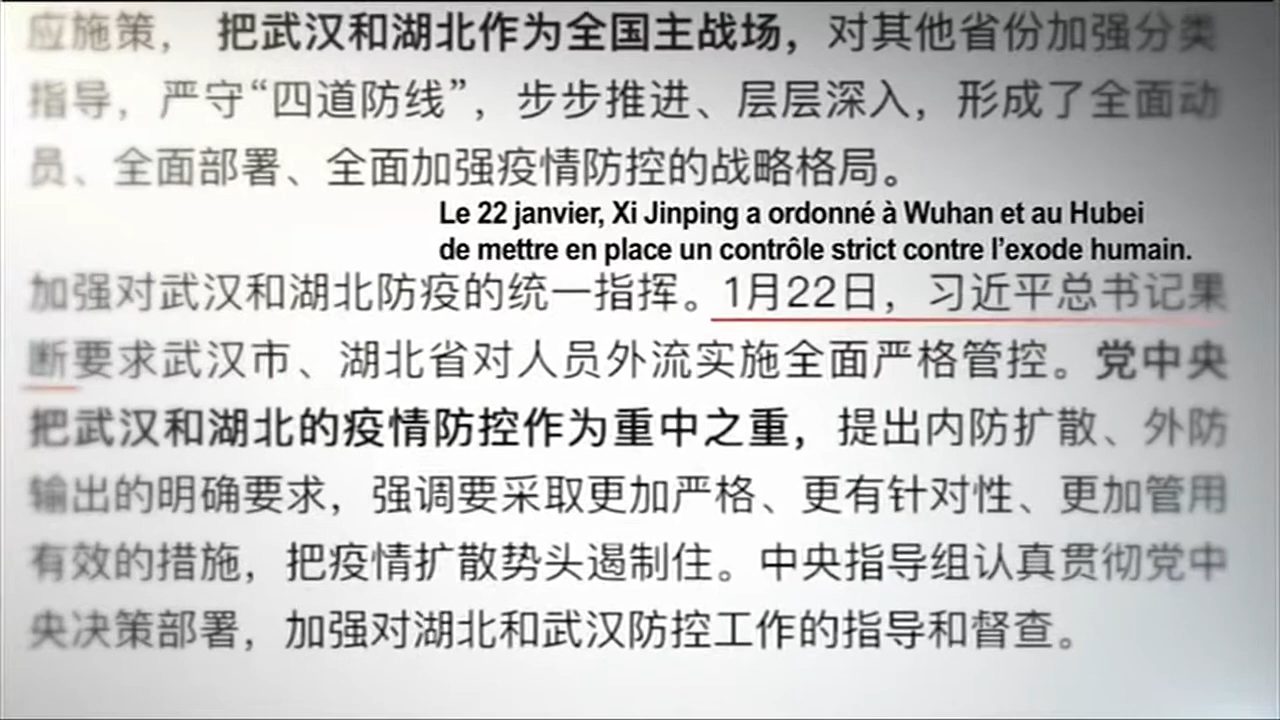 应施策，把武汉和湖北作为全国主战场，对其他省份加强分类
指导，严守“四道防线”，步步推进、层层深入，形成了全面动
员、全面部署、全面加强疫情防控的战略格局。
Le 22 janvier, Xi Jinping a ordonné à Wuhan et au Hubei
de mettre en place un contrôle strict contre l’exode humain.
加强对武汉和湖北防疫的统一指挥。1月22日，习近平总书记果
断要求武汉市、湖北省对人员外流实施全面严格管控。党中央
把武汉和湖北的疫情防控作为重中之重，提出内防扩散、外防
输出的明确要求，强调要采取更加严格、更有针对性、更加管用
有效的措施，把疫情扩散势头遏制住。中央指导组认真贯彻党中
央决策部署，加强对湖北和武汉防控工作的指导和督查。